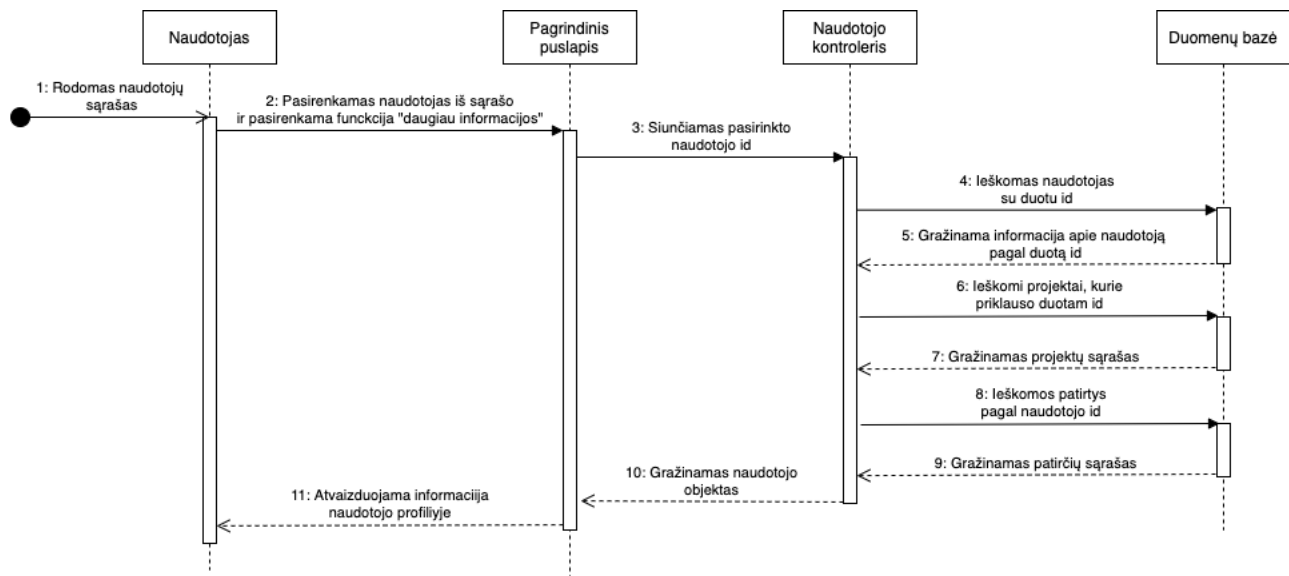 Naudotojas
Pagrindinis
puslapis
Naudotojo
kontroleris
Duomenų bazė
1: Rodomas naudotojų
sąrašas
2: Pasirenkamas naudotojas iš sąrašo
ir pasirenkama funckcija "daugiau informacijos"
3: Siunčiamas pasirinkto
naudotojo id
4: Ieškomas naudotojas
su duotu id
5: Gražinama informacija apie naudotoją
pagal duotą id
6: Ieškomi projektai, kurie
priklauso duotam id
7: Gražinamas projektų sąrašas
8: Ieškomos patirtys
pagal naudotojo id
9: Gražinamas patirčių sąrašas
10: Gražinamas naudotojo
objektas
11: Atvaizduojama informaciija
naudotojo profiliyje